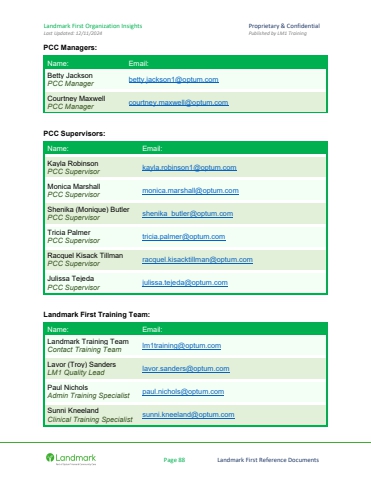 Landmark First Organization Insights
Proprietary & Confidential
Last Updated: 12/11/2024
Published by LM1 Training
PCC Managers:
Name: Email:
Betty Jackson
PCC Manager
betty.jackson1@optum.com
Courtney Maxwell
PCC Manager
courtney.maxwell@optum.com
PCC Supervisors:
Name: Email:
Kayla Robinson
PCC Supervisor
kayla.robinson1@optum.com
Monica Marshall
PCC Supervisor
monica.marshall@optum.com
Shenika (Monique) Butler
PCC Supervisor
shenika_butler@optum.com
Tricia Palmer
PCC Supervisor
tricia.palmer@optum.com
Racquel Kisack Tillman
PCC Supervisor
racquel.kisacktillman@optum.com
Julissa Tejeda
PCC Supervisor
julissa.tejeda@optum.com
Landmark First Training Team:
Name: Email:
Landmark Training Team
Contact Training Team
lm1training@optum.com
Lavor (Troy) Sanders
LM1 Quality Lead
lavor.sanders@optum.com
Paul Nichols
Admin Training Specialist
paul.nichols@optum.com
Sunni Kneeland
Clinical Training Specialist
sunni.kneeland@optum.com
Landmark
Page 88
Landmark First Reference Documents